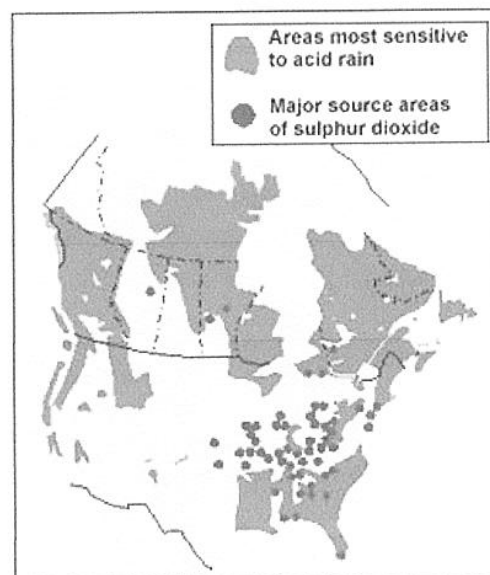 Areas most sensitive
to acid rain
Major source areas
of sulphur dioxide